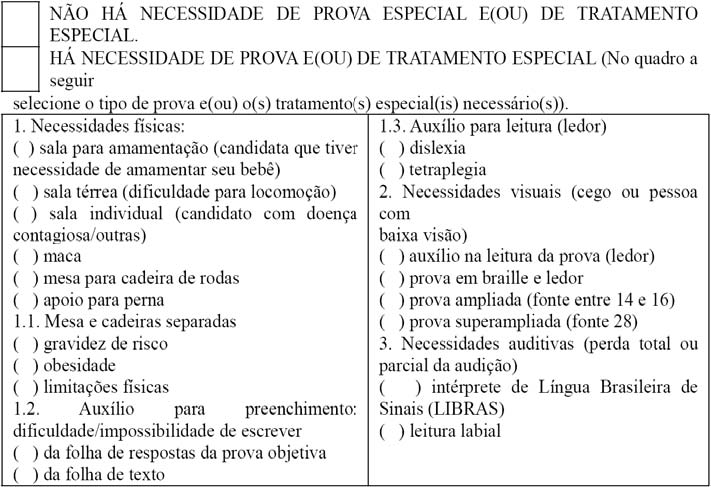 NÃO HÁ NECESSIDADE DE PROVA ESPECIAL E(OU) DE TRATAMENTO
ESPECIAL.
HÁ NECESSIDADE DE PROVA E(OU) DE TRATAMENTO ESPECIAL (No quadro a
seguir
selecione o tipo de prova e(ou) o(s) tratamento(s) especial(is) necessário(s)).
1. Necessidades físicas:
( ) sala para amamentação (candidata que tiver
necessidade de amamentar seu bebê)
( ) sala térrea (dificuldade para locomoção)
( ) sala individual (candidato com doença
contagiosa/outras)
( ) maca
( ) mesa para cadeira de rodas
( ) apoio para perna
1.1. Mesa e cadeiras separadas
( ) gravidez de risco
( ) obesidade
( ) limitações físicas
1.2. Auxílio para preenchimento:
dificuldade/impossibilidade de escrever
( ) da folha de respostas da prova objetiva
( ) da folha de texto
1.3. Auxílio para leitura (ledor)
( ) dislexia
( ) tetraplegia
2. Necessidades visuais (cego ou pessoa
com
baixa visão)
( ) auxílio na leitura da prova (ledor)
( ) prova em braille e ledor
( ) prova ampliada (fonte entre 14 e 16)
( ) prova superampliada (fonte 28)
3. Necessidades auditivas (perda total ou
parcial da audição)
( ) intérprete de Língua Brasileira de
Sinais (LIBRAS)
( ) leitura labial